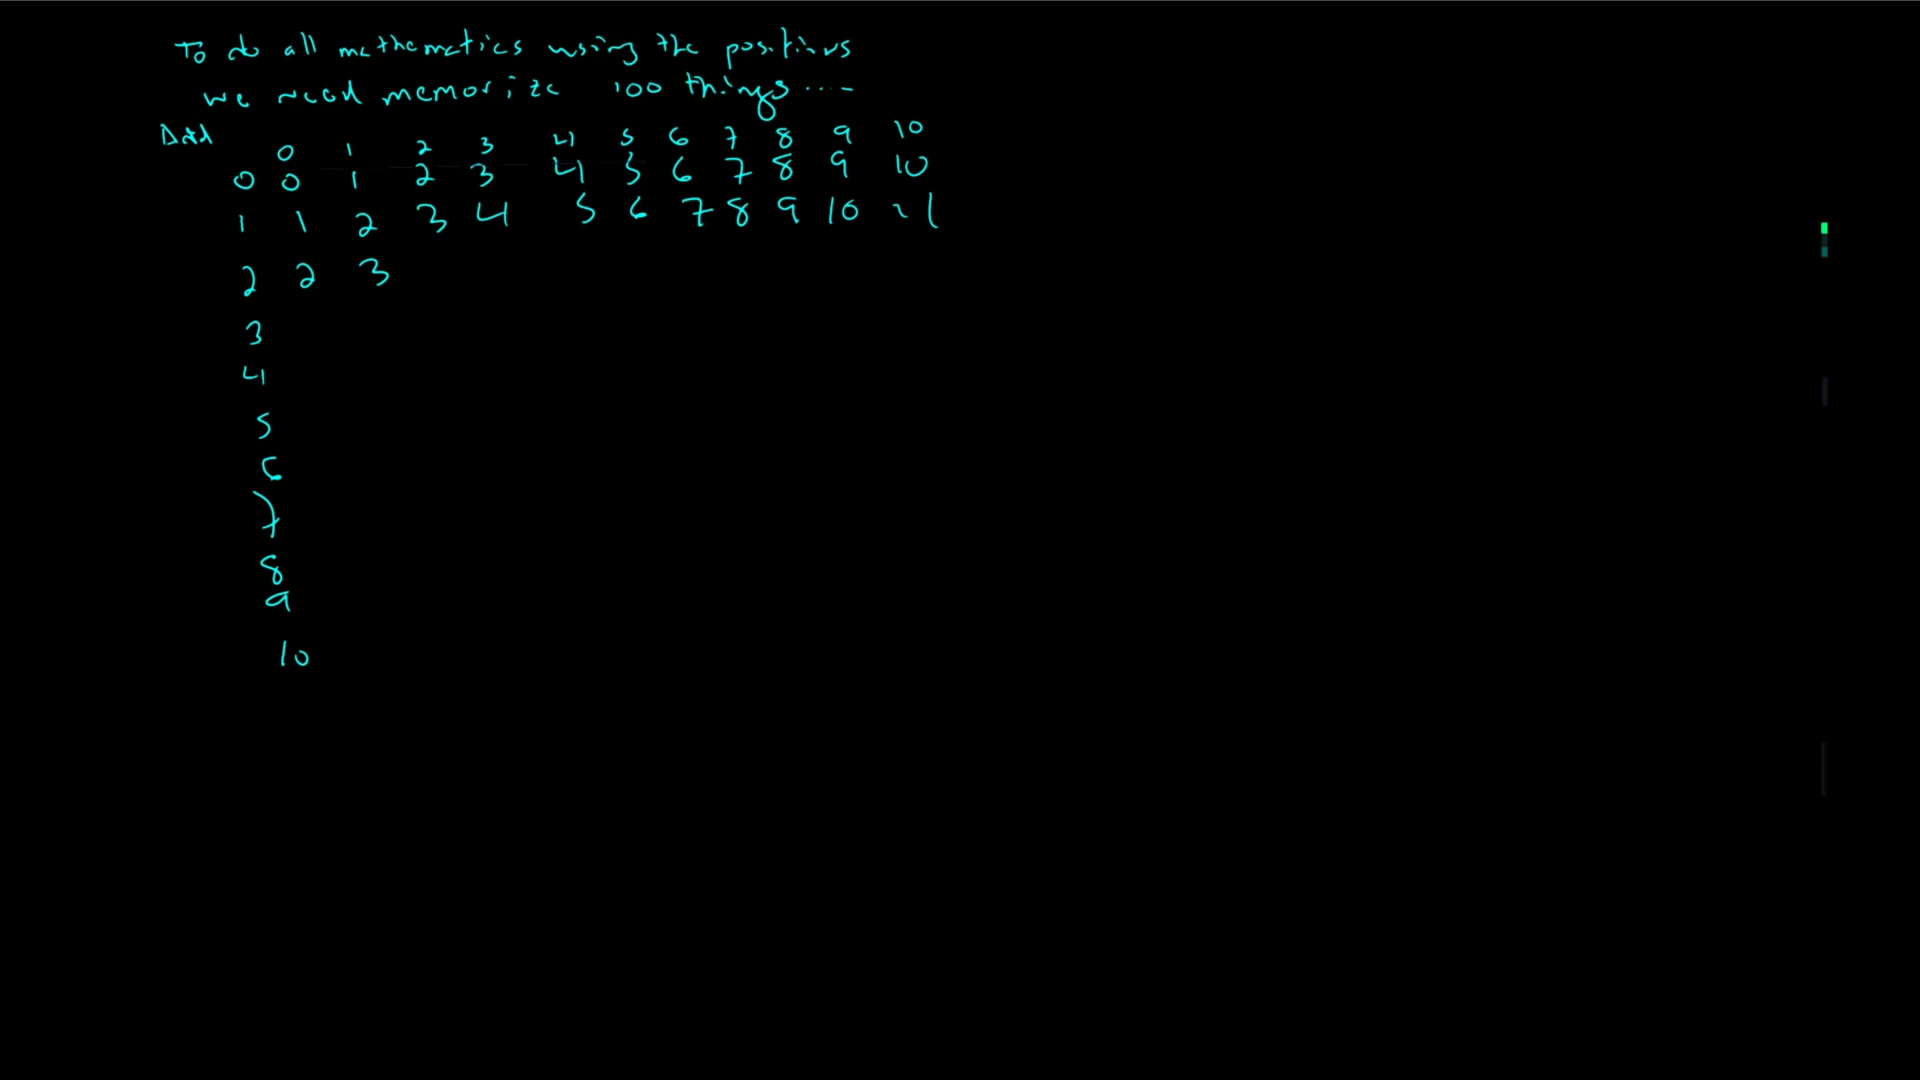 To do all mathematics using the positives
we need memorize 100 things ....
Add
0 1 2 3 4 5 6 7 8 9 10
0 0 1 2 3 4 5 6 7 8 9 10
1 1 2 3 4 5 6 7 8 9 10
2 2 3
3
4
5
6
7
8
9
10